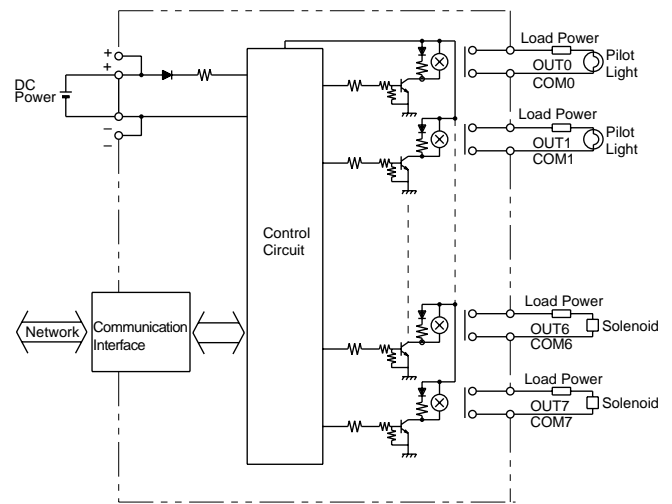 +
+
DC
Power
−
−
Control
Circuit
Network
Communication
Interface
Load Power
OUT0
COM0
Pilot
Light
Load Power
OUT1
COM1
Pilot
Light
Load Power
OUT6
COM6
Solenoid
Load Power
OUT7
COM7
Solenoid